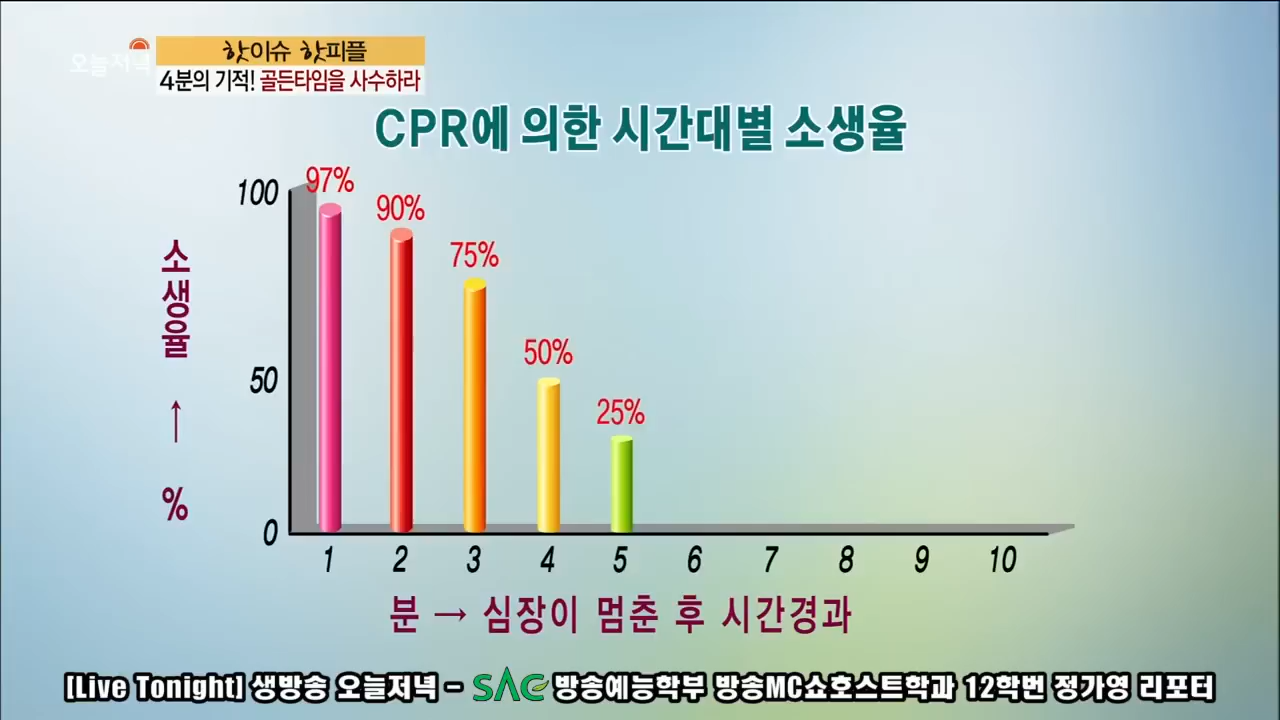 오늘저녁
핫이슈 핫피플
4분의 기적! 골든타임을 사수하라
CPR에 의한 시간대별 소생율
100
50
0
소생율 → %
97%
90%
75%
50%
25%
1 2 3 4 5 6 7 8 9 10
분 → 심장이 멈춘 후 시간경과
[Live Tonight] 생방송 오늘저녁 - SAC 방송예능학부 방송MC쇼호스트학과 12학번 정가영 리포터